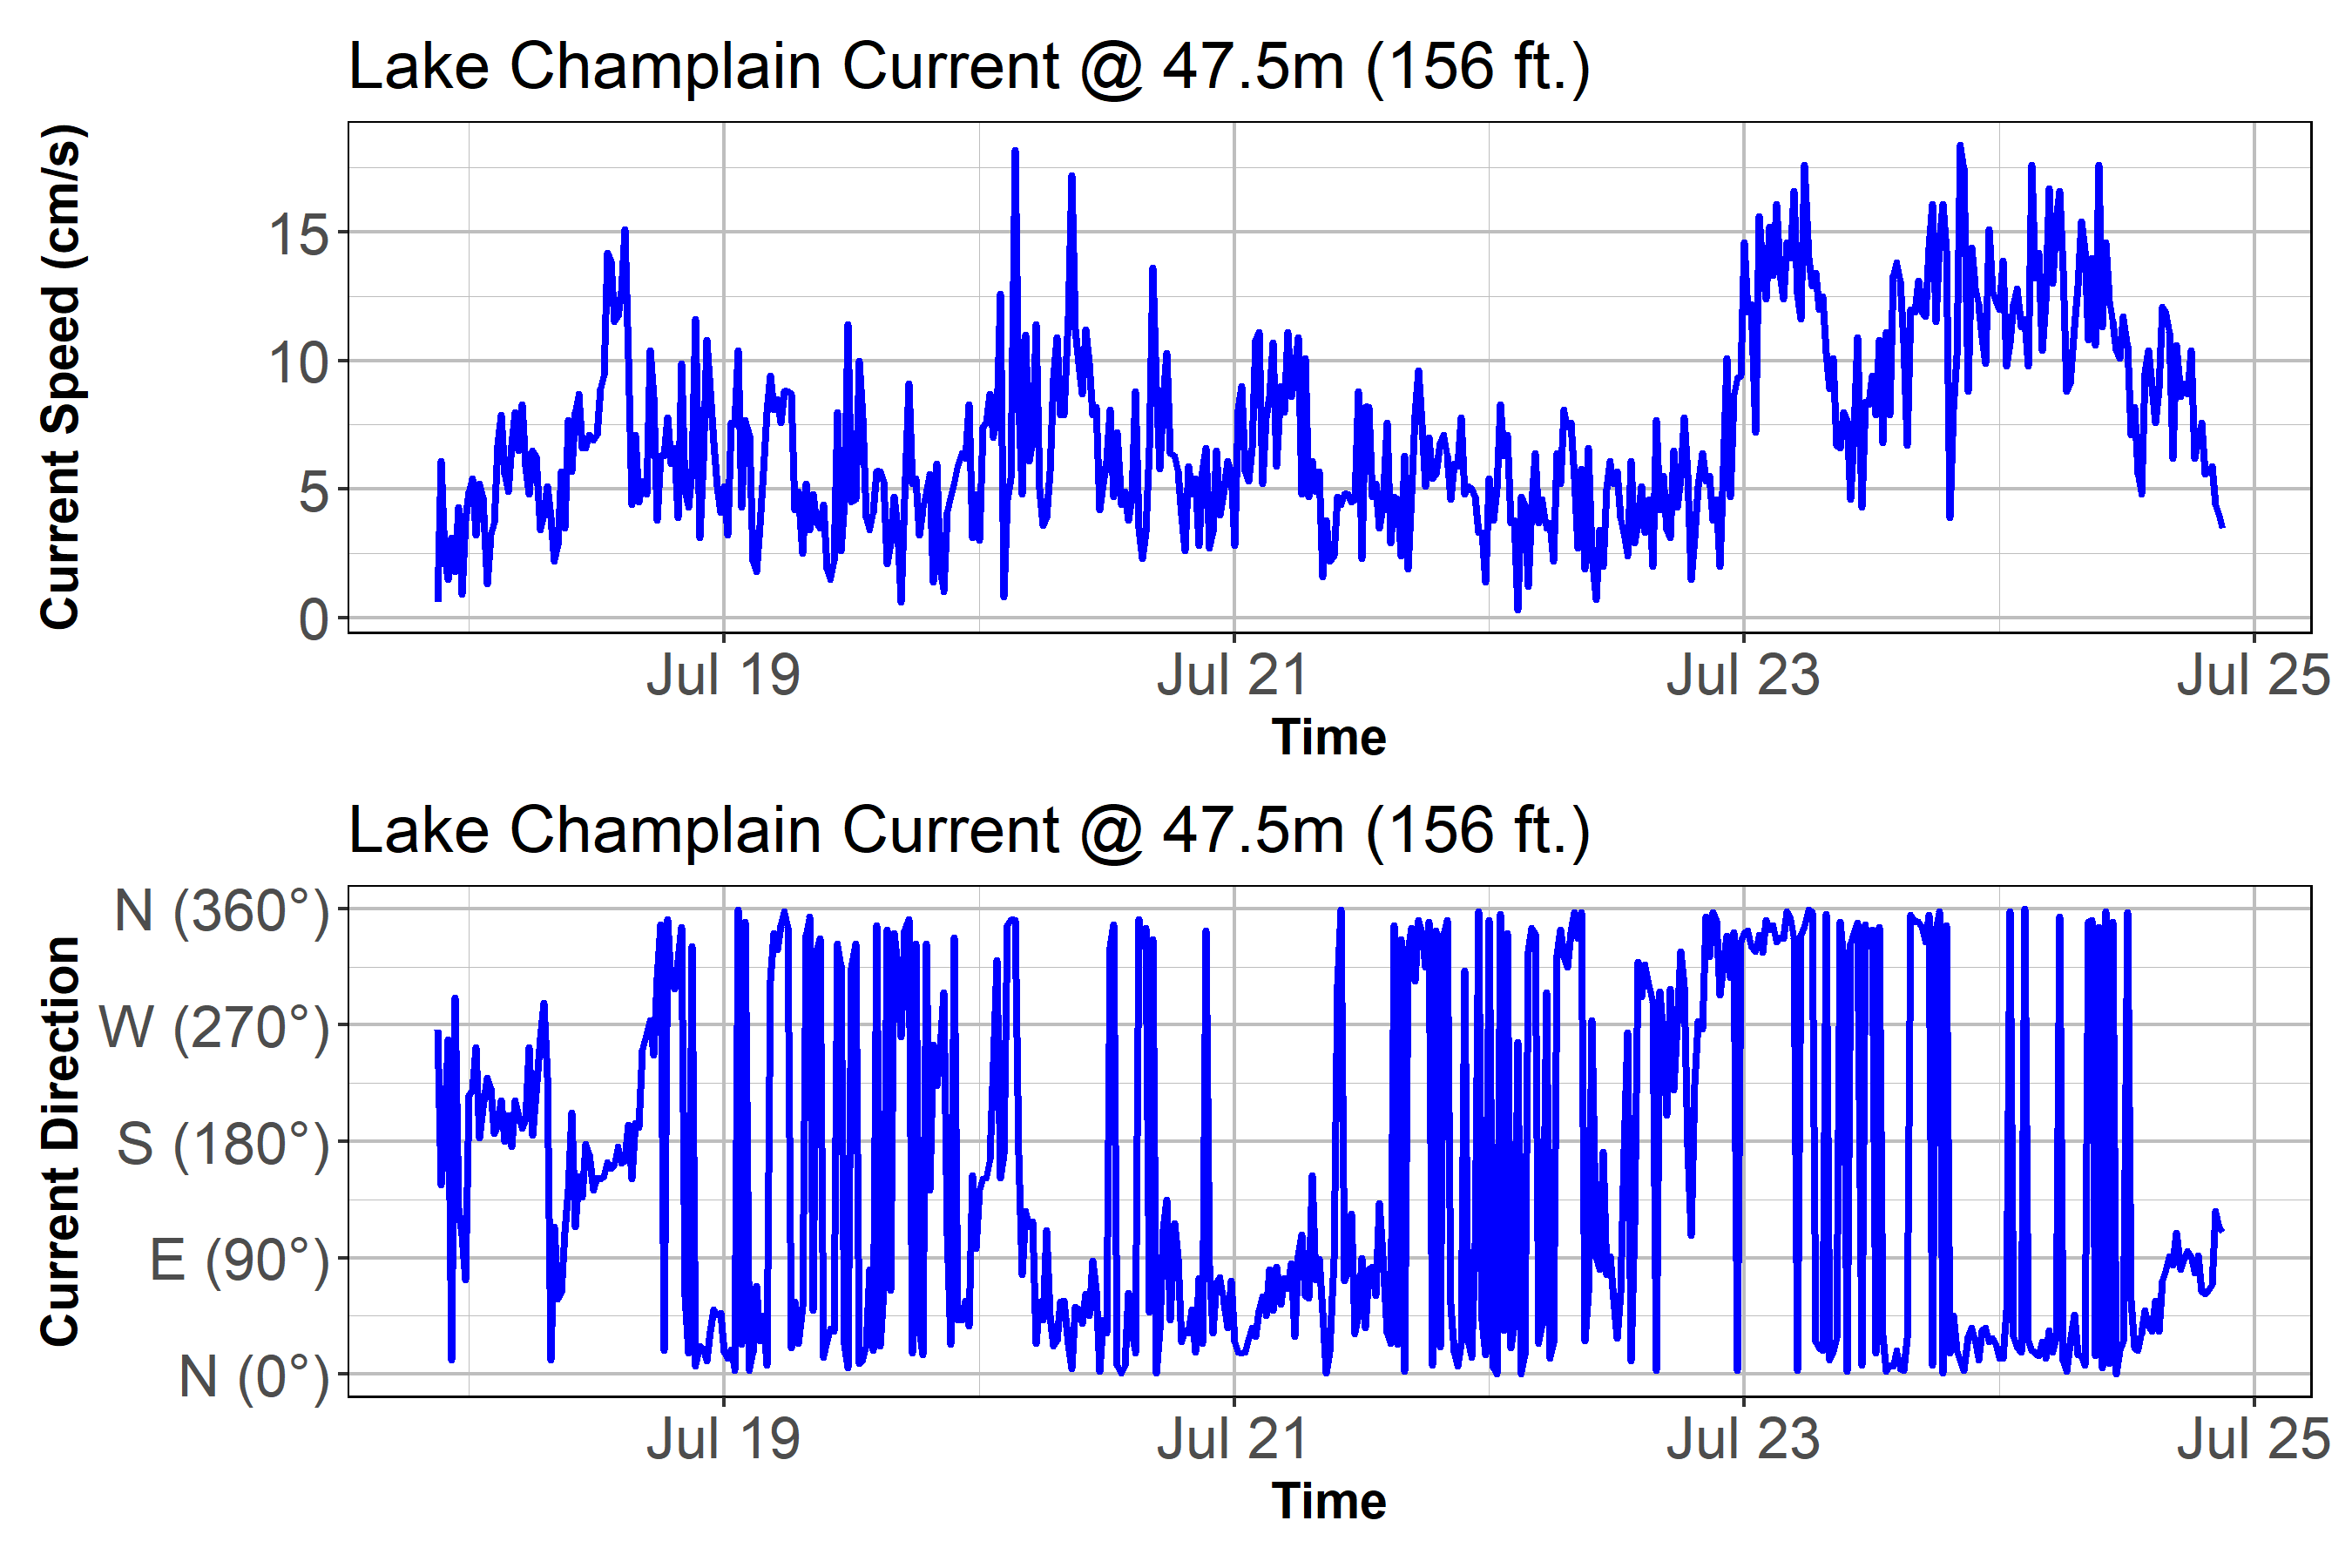 Lake Champlain Current @ 47.5m (156 ft.)
Current Speed (cm/s)
15
10
5
0
Jul 19 Jul 21 Jul 23 Jul 25
Time
Lake Champlain Current @ 47.5m (156 ft.)
Current Direction
N (360°)
W (270°)
S (180°)
E (90°)
N (0°)
Jul 19 Jul 21 Jul 23 Jul 25
Time